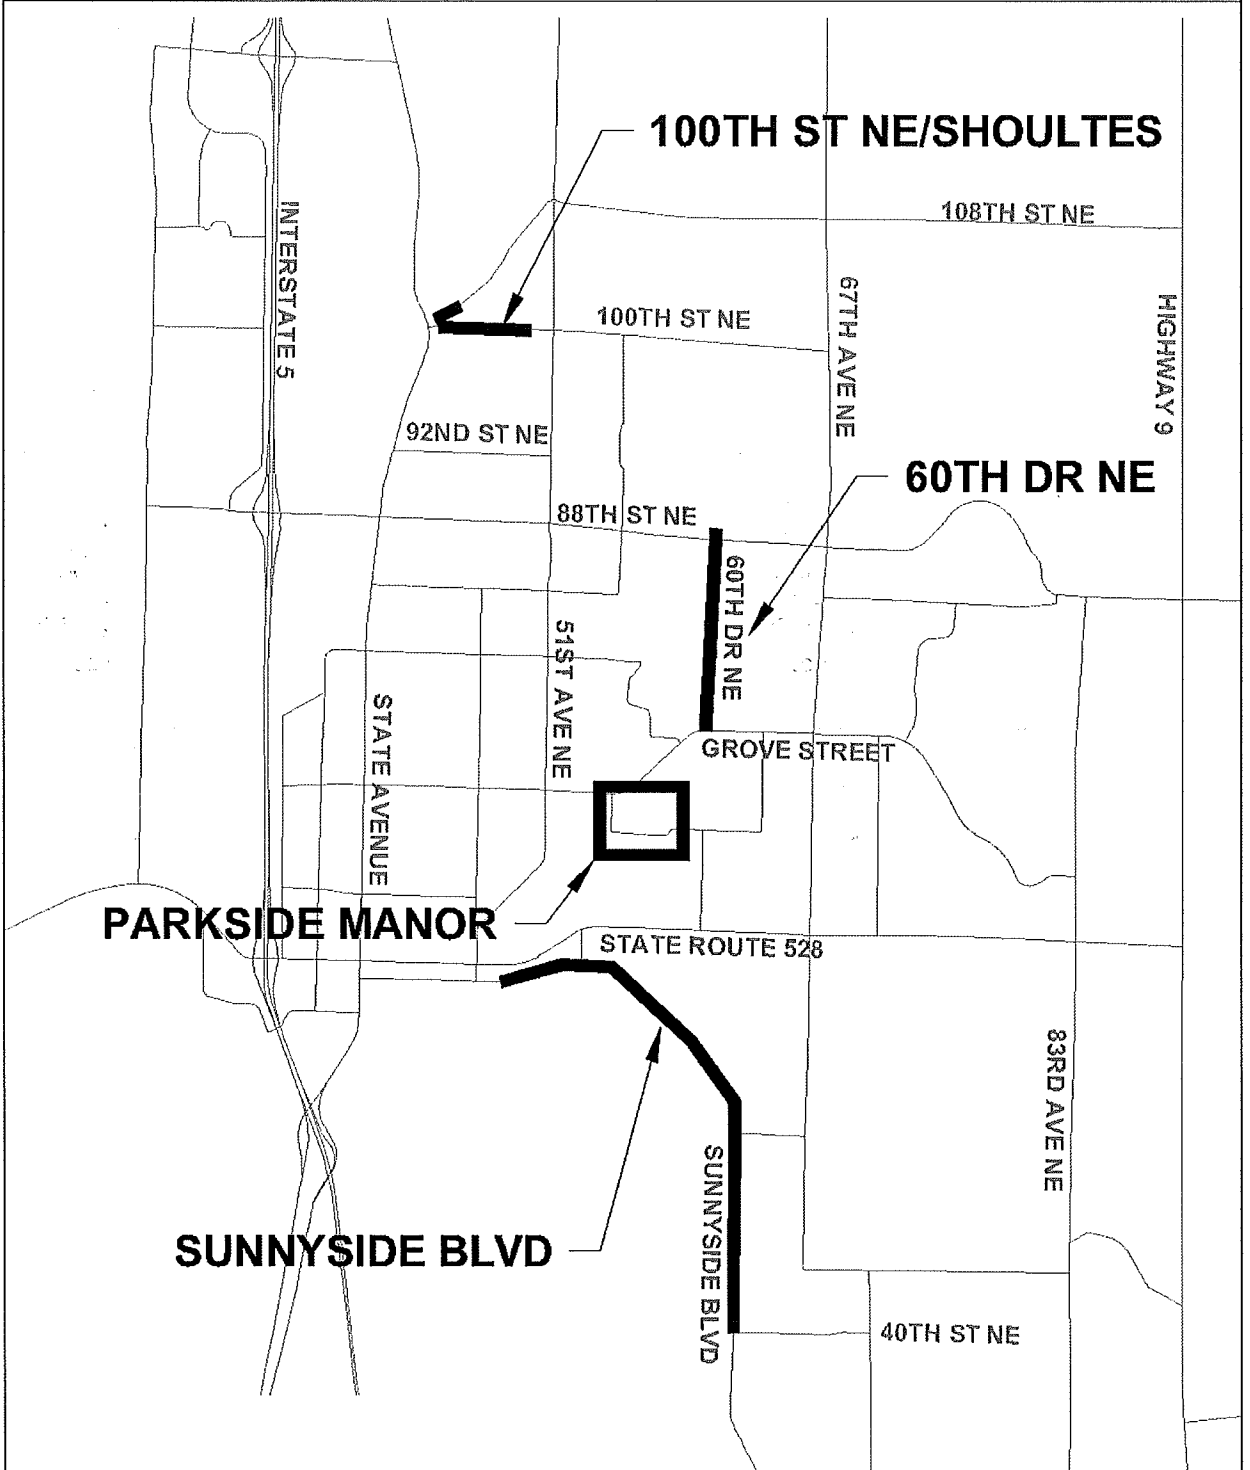 100TH ST NE/SHOULTES
108TH ST NE
INTERSTATE 5
67TH AVE NE
HIGHWAY 9
100TH ST NE
92ND ST NE
60TH DR NE
88TH ST NE
60TH DR NE
51ST AVE NE
STATE AVENUE
GROVE STREET
PARKSIDE MANOR
STATE ROUTE 528
83RD AVE NE
SUNNYSIDE BLVD
SUNNYSIDE BLVD
40TH ST NE